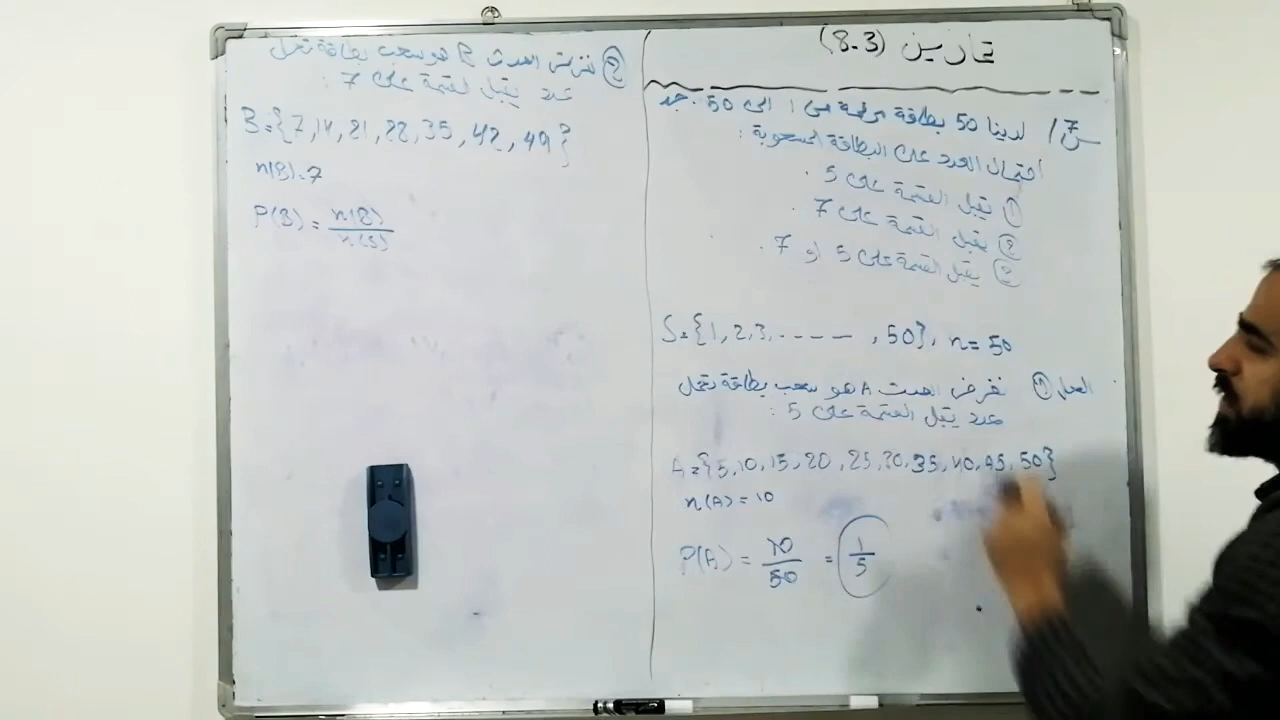 تمارين (8.3)
س7/ لدينا 50 بطاقة مرقمة من 1 الى 50. جد
احتمال العدد على البطاقة المسحوبة:
① يقبل القسمة على 5.
② يقبل القسمة على 7.
③ يقبل القسمة على 5 او 7.
S={1,2,3,-----,50}, n=50
الحل ① نفرض الحدث A هو سحب بطاقة تحمل
عدد يقبل القسمة على 5:
A={5,10,15,20,25,30,35,40,45,50}
n(A)=10
P(A) = 10/50 = 1/5
② نفرض الحدث B هو سحب بطاقة تحمل
عدد يقبل القسمة على 7:
B={7,14,21,28,35,42,49}
n(B)=7
P(B) = n(B)/n(S)